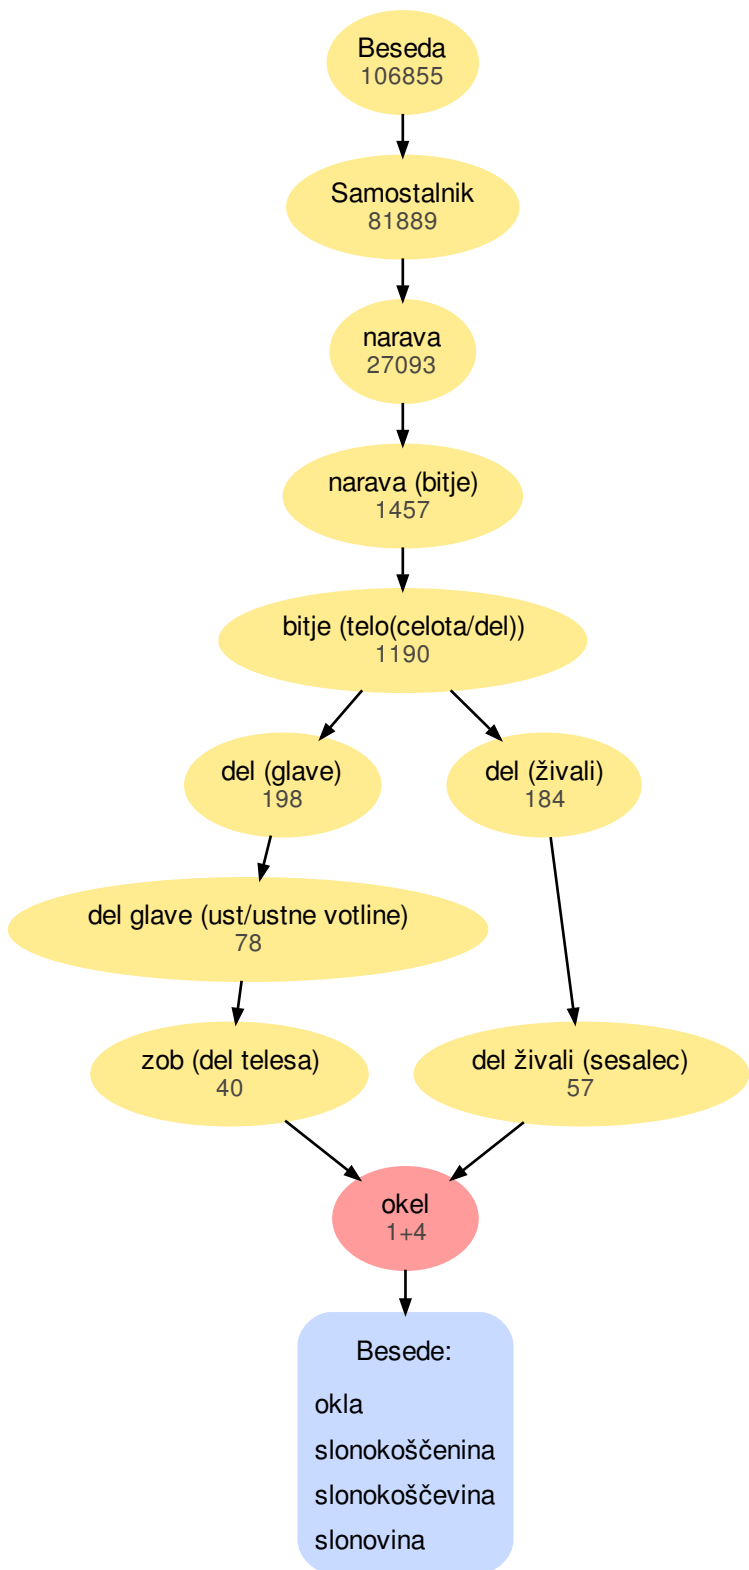 Beseda
106855
Samostalnik
81889
narava
27093
narava (bitje)
1457
bitje (telo(celota/del))
1190
del (glave)
198
del (živali)
184
del glave (ust/ustne votline)
78
zob (del telesa)
40
del živali (sesalec)
57
okel
1+4
Besede:
okla
slonokoščenina
slonokoščevina
slonovina